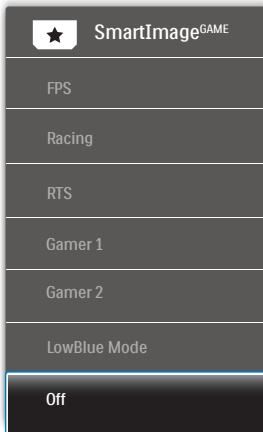 SmartImageGAME
FPS
Racing
RTS
Gamer 1
Gamer 2
LowBlue Mode
Off